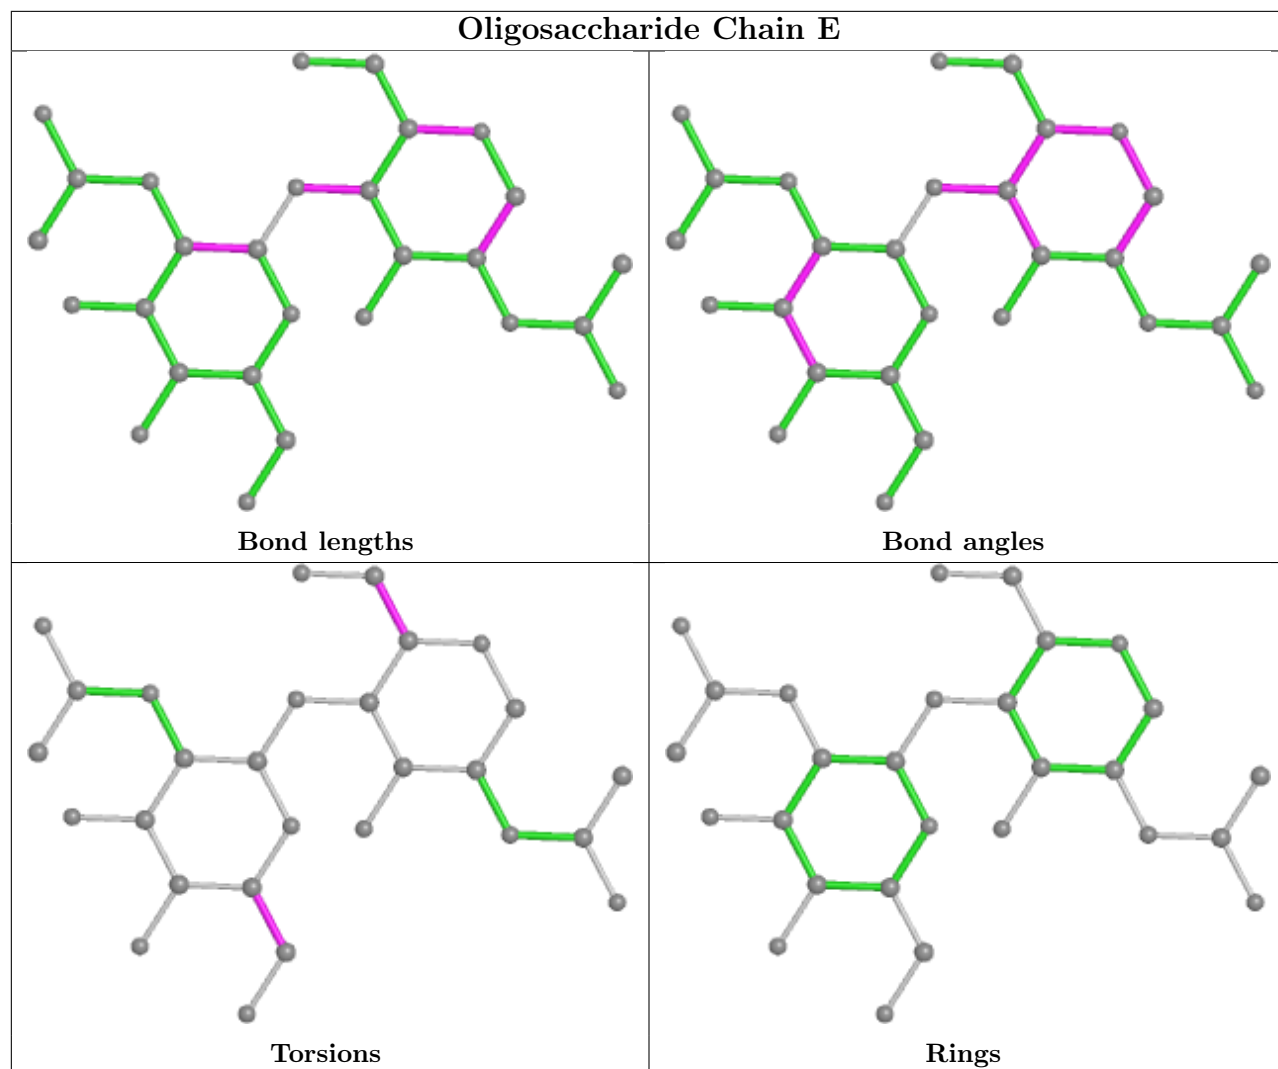 Oligosaccharide Chain E
Bond lengths
Bond angles
Torsions
Rings